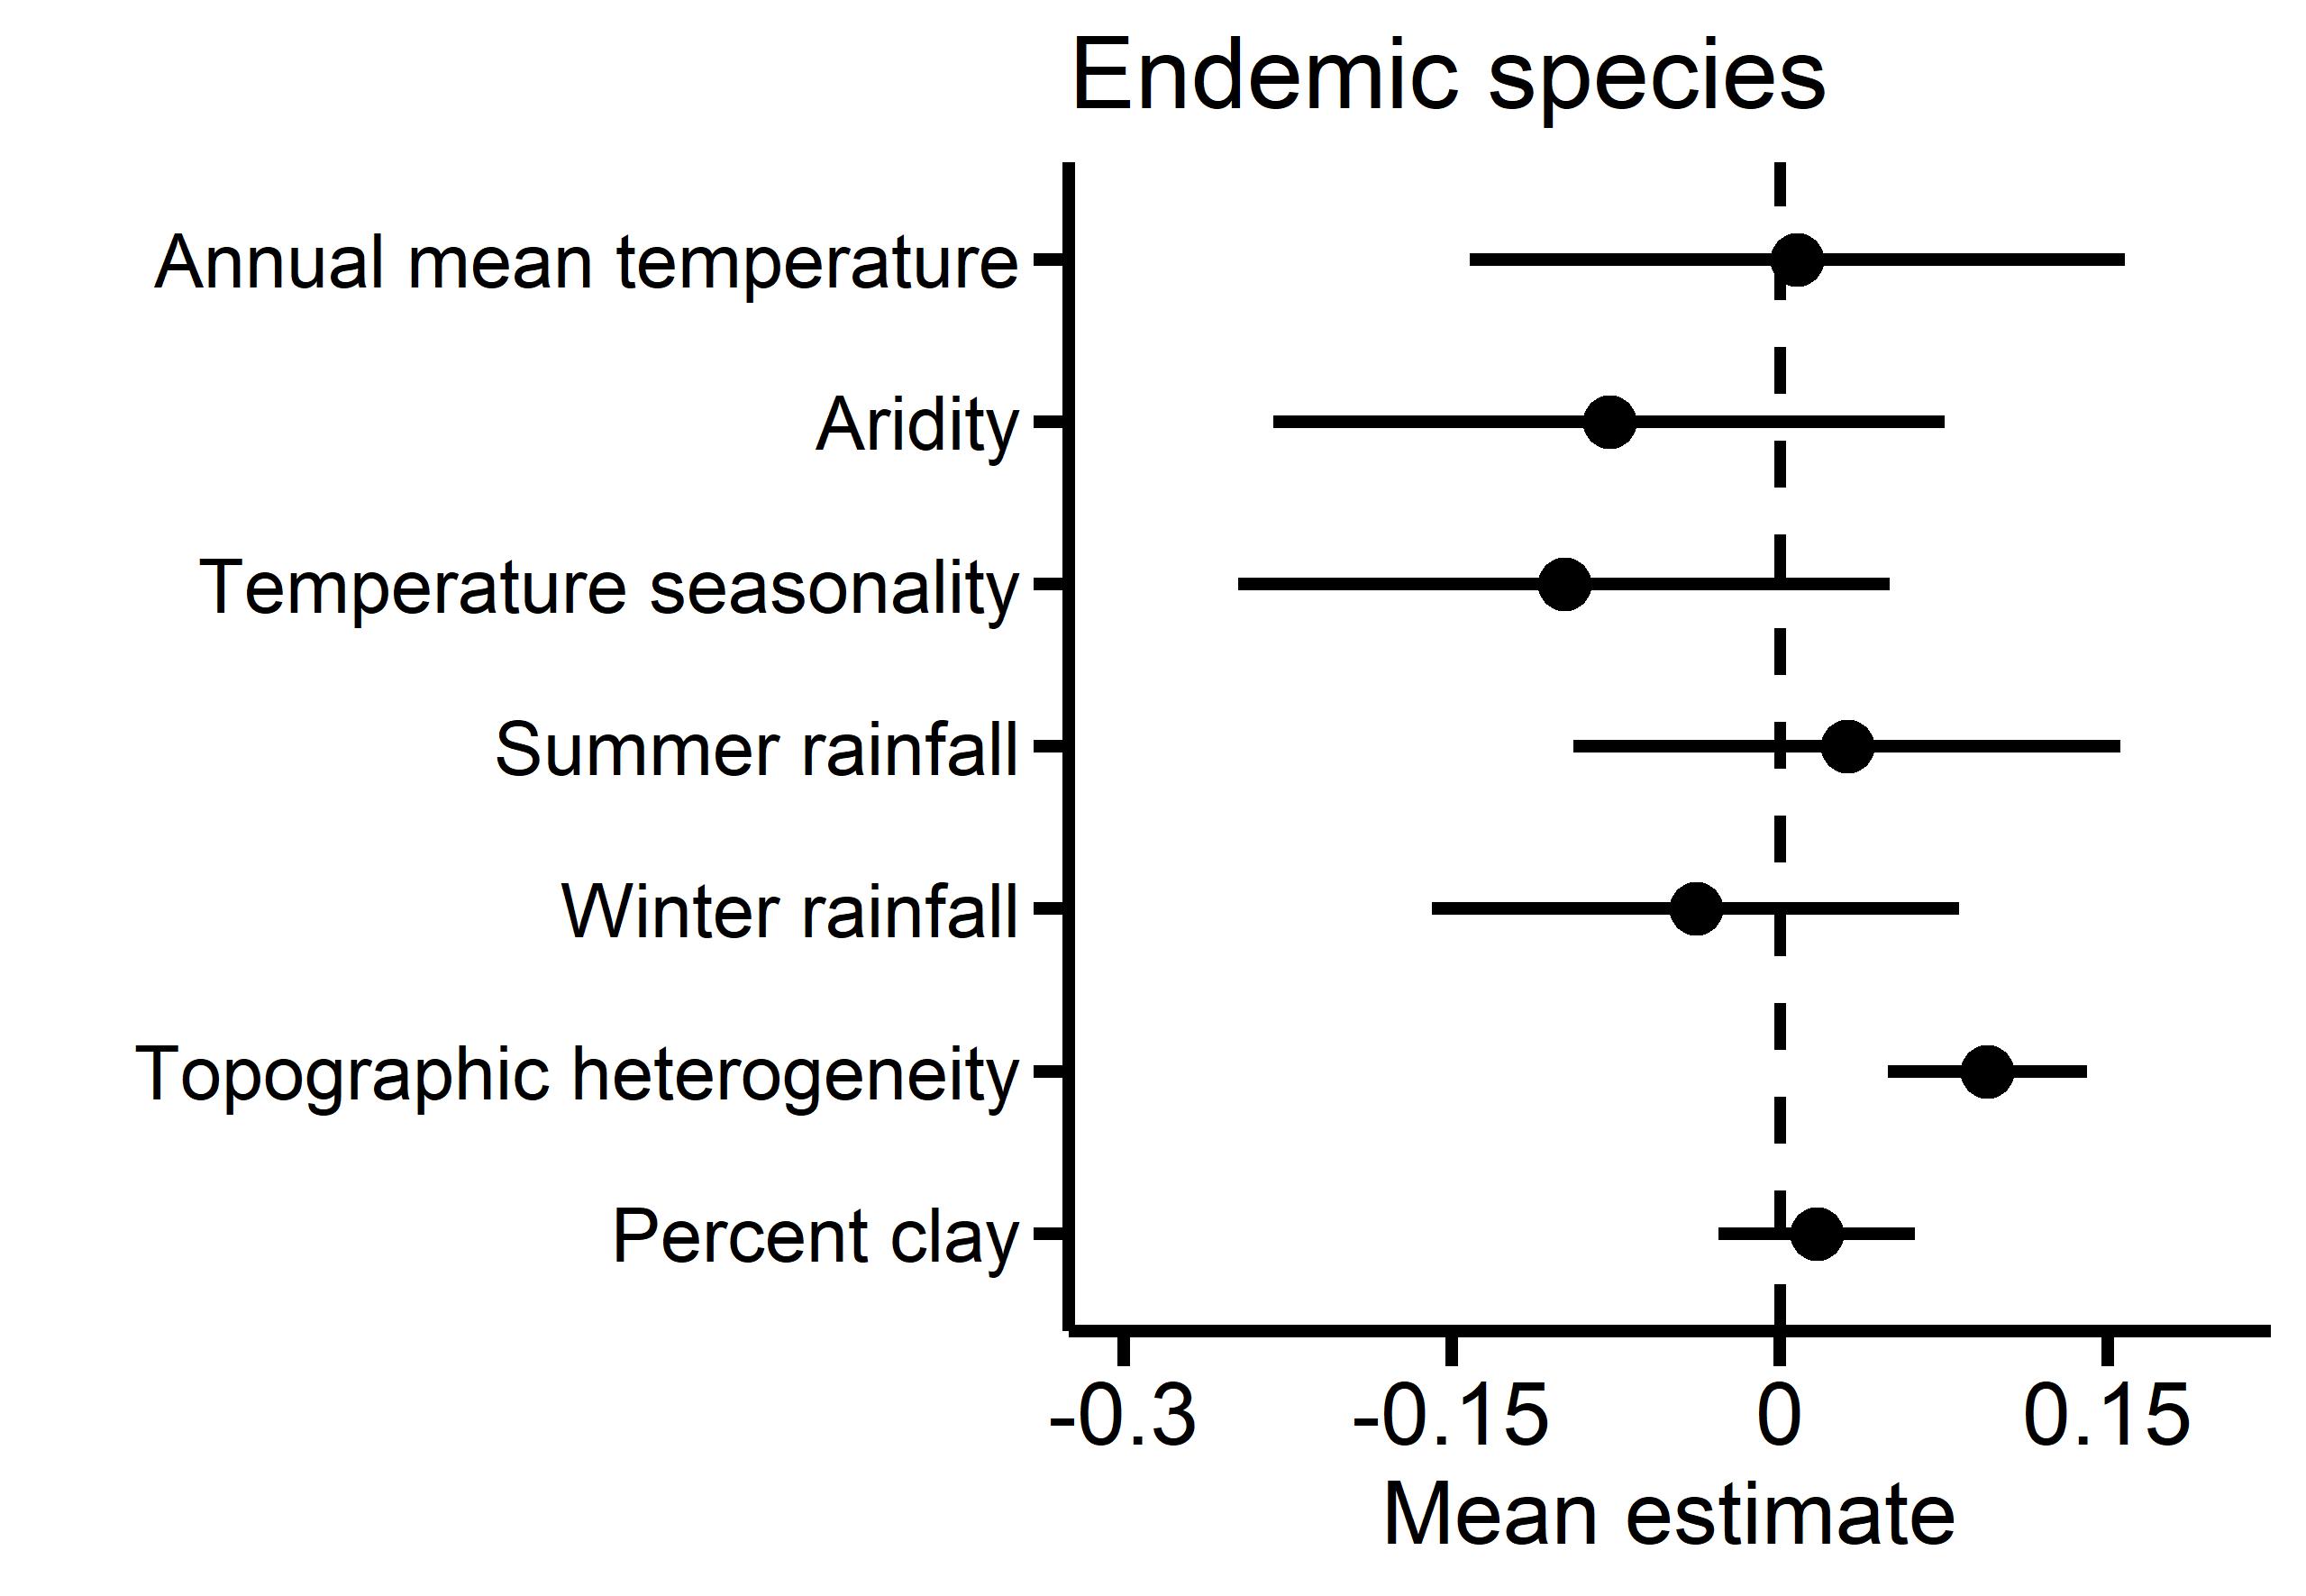 Endemic species
Annual mean temperature
Aridity
Temperature seasonality
Summer rainfall
Winter rainfall
Topographic heterogeneity
Percent clay
-0.3 -0.15 0 0.15
Mean estimate